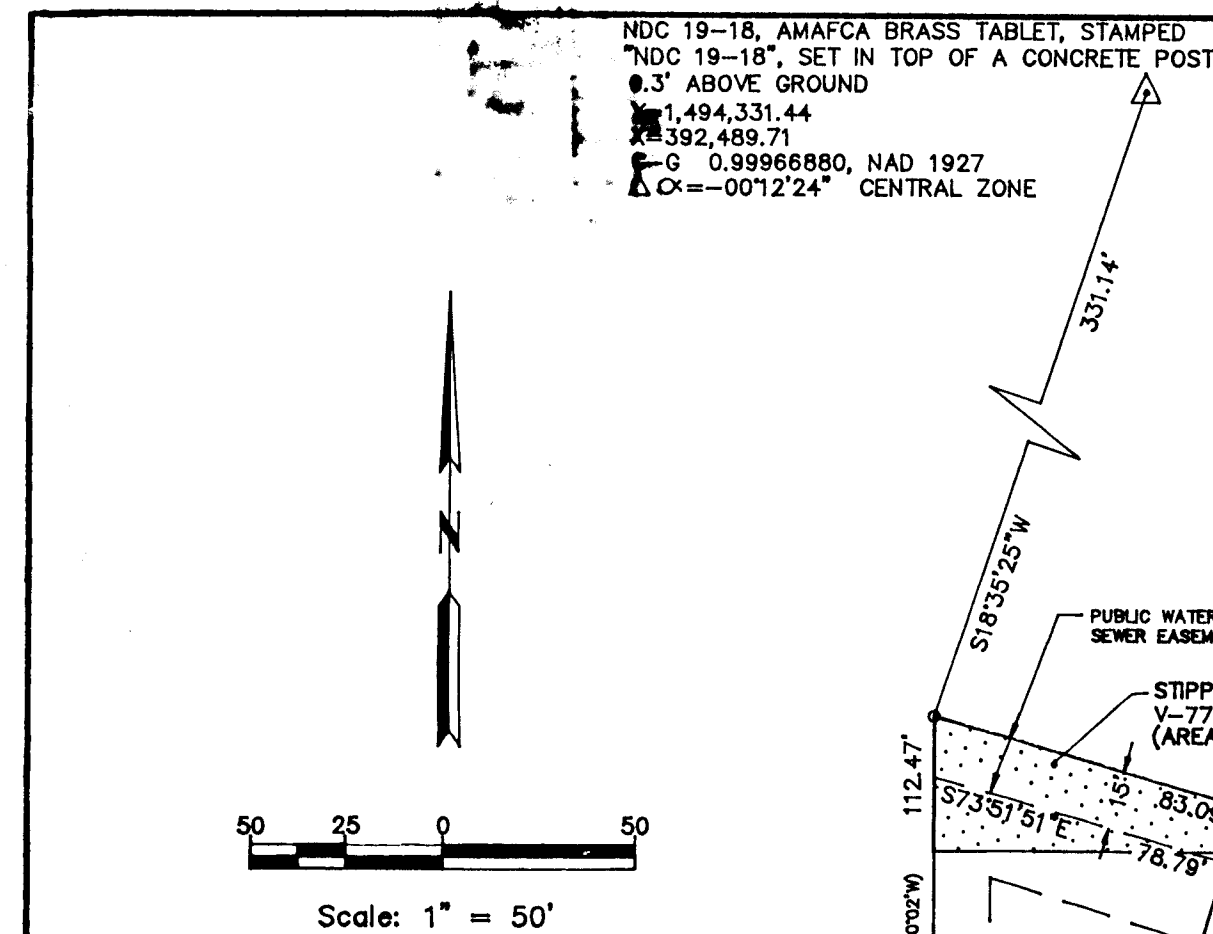 NDC 19-18, AMAFCA BRASS TABLET, STAMPED
"NDC 19-18", SET IN TOP OF A CONCRETE POST
.3' ABOVE GROUND
1,494,331.44
X=392,489.71
G 0.99966880, NAD 1927
Δ α=-00°12'24" CENTRAL ZONE
331.14'
N
S18°35'25"W
PUBLIC WATER
SEWER EASEM
STIPP
V-77
(AREA
112.47'
15'
83.09
S73°51'51"E
78.79'
50 25 0 50
0°02"W)
Scale: 1" = 50'